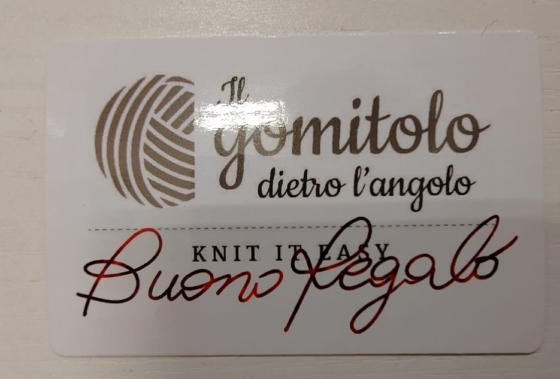 Il
gomitolo
dietro l'angolo
KNIT IT EASY
Buono Regalo